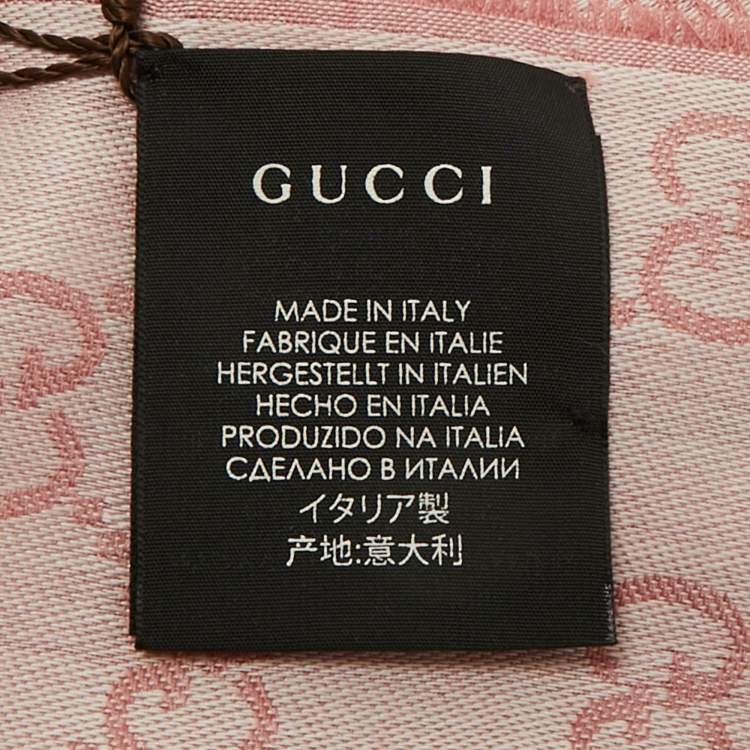 GUCCI
MADE IN ITALY
FABRIQUE EN ITALIE
HERGESTELLT IN ITALIEN
HECHO EN ITALIA
PRODUZIDO NA ITALIA
СДЕЛАНО В ИТАЛИИ
イタリア製
产地:意大利